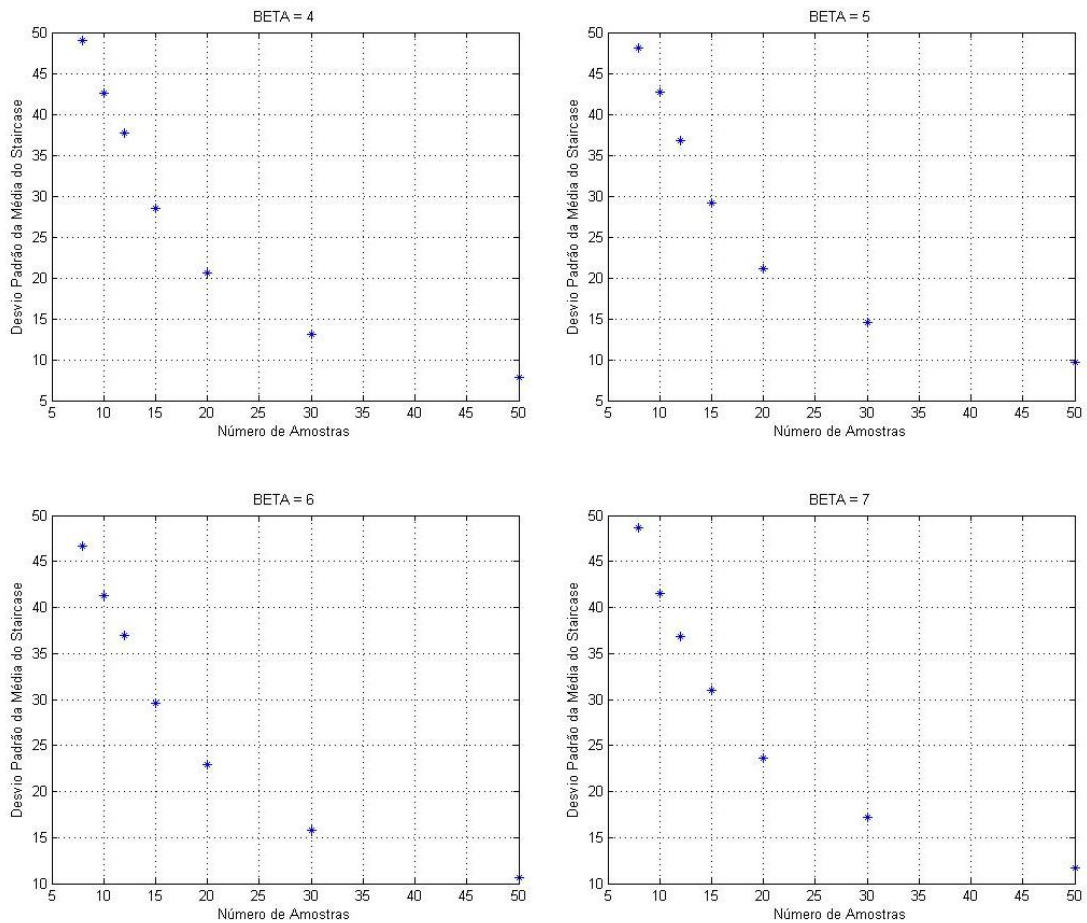 BETA = 4
50
45
40
35
30
25
20
15
10
5
Desvio Padrão da Média do Staircase
5 10 15 20 25 30 35 40 45 50
Número de Amostras
BETA = 5
50
45
40
35
30
25
20
15
10
5
Desvio Padrão da Média do Staircase
5 10 15 20 25 30 35 40 45 50
Número de Amostras
BETA = 6
50
45
40
35
30
25
20
15
10
Desvio Padrão da Média do Staircase
5 10 15 20 25 30 35 40 45 50
Número de Amostras
BETA = 7
50
45
40
35
30
25
20
15
10
Desvio Padrão da Média do Staircase
5 10 15 20 25 30 35 40 45 50
Número de Amostras